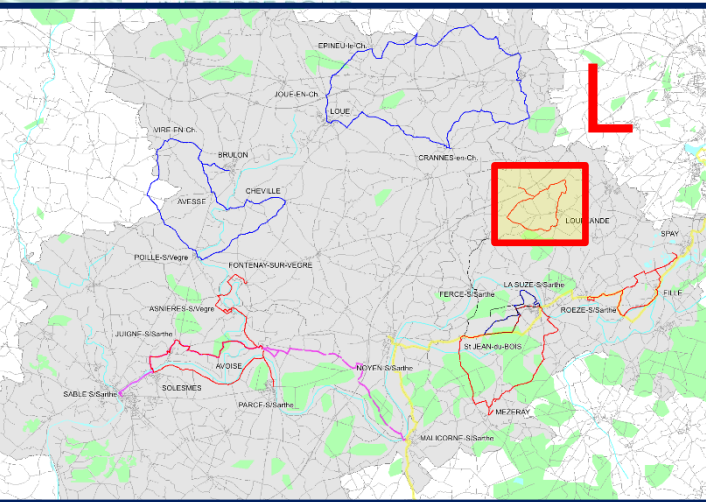 EPINEU-le-Ch.
JOUE-EN-Ch.
LOUE
VIRE-EN-Ch.
BRULON
CRANNES-en-Ch.
L
CHEVILLE
AVESSE
LOUPLANDE
SPAY
POILLE-S/Vegre
FONTENAY-SUR-VEGRE
LA SUZE-S/Sarthe
FERCE-S/Sarthe
FILLE
ASNIERES-S/Vegre
ROEZE-S/Sarthe
JUIGNE-S/Sarthe
St JEAN-du-BOIS
AVOISE
NOYEN-S/Sarthe
SOLESMES
SABLE-S/Sarthe
PARCE-S/Sarthe
MEZERAY
MALICORNE-S/Sarthe